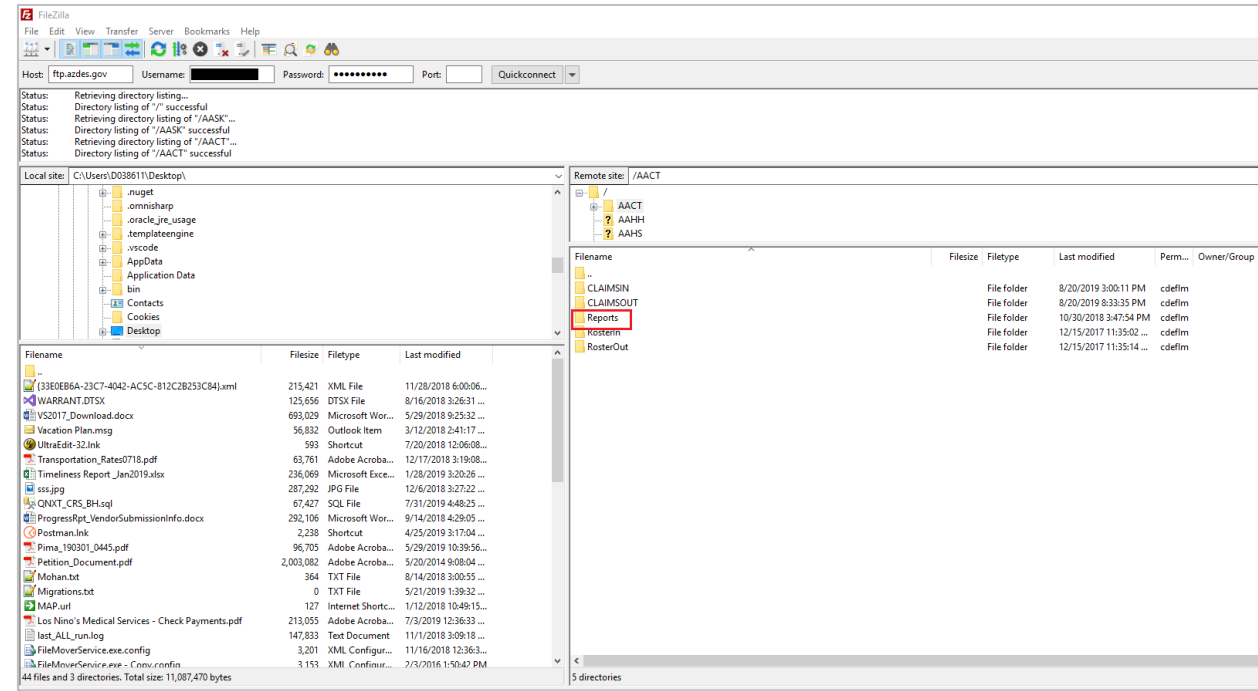 FileZilla
File Edit View Transfer Server Bookmarks Help
Host: ftp.azdes.gov Username: Password: •••••••••• Port: Quickconnect
Status: Retrieving directory listing...
Status: Directory listing of "/" successful
Status: Retrieving directory listing of "/AASK"...
Status: Directory listing of "/AASK" successful
Status: Retrieving directory listing of "/AACT"...
Status: Directory listing of "/AACT" successful
Local site: C:\Users\D038611\Desktop\
.nuget
.omnisharp
.oracle_jre_usage
.templateengine
.vscode
AppData
Application Data
bin
Contacts
Cookies
Desktop
Filename Filesize Filetype Last modified
..
{33E0EB6A-23C7-4042-AC5C-812C2B253C84}.xml 215,421 XML File 11/28/2018 6:00:06...
WARRANT.DTSX 125,656 DTSX File 8/16/2018 3:26:31 ...
VS2017_Download.docx 693,029 Microsoft Wor... 5/29/2018 9:25:32 ...
Vacation Plan.msg 56,832 Outlook Item 3/12/2018 2:41:17 ...
UltraEdit-32.lnk 593 Shortcut 7/20/2018 12:06:08...
Transportation_Rates0718.pdf 63,761 Adobe Acroba... 12/17/2018 3:19:08...
Timeliness Report _Jan2019.xlsx 236,069 Microsoft Exce... 1/28/2019 3:20:26 ...
sss.jpg 287,292 JPG File 12/6/2018 3:27:22 ...
QNXT_CRS_BH.sql 67,427 SQL File 7/31/2019 4:48:25 ...
ProgressRpt_VendorSubmissionInfo.docx 292,106 Microsoft Wor... 9/14/2018 4:29:05 ...
Postman.lnk 2,238 Shortcut 4/25/2019 3:17:04 ...
Pima_190301_0445.pdf 96,705 Adobe Acroba... 5/29/2019 10:39:56...
Petition_Document.pdf 2,003,082 Adobe Acroba... 5/20/2014 9:08:04 ...
Mohan.txt 364 TXT File 8/14/2018 3:00:55 ...
Migrations.txt 0 TXT File 5/21/2019 1:39:32 ...
MAP.url 127 Internet Shortc... 1/12/2018 10:49:15...
Los Nino's Medical Services - Check Payments.pdf 213,055 Adobe Acroba... 7/3/2019 12:36:33 ...
last_ALL_run.log 147,833 Text Document 11/1/2018 3:09:18 ...
FileMoverService.exe.config 3,201 XML Configur... 11/16/2018 12:36:3...
FileMoverService.exe - Copy.config 3,153 XML Configur... 2/3/2016 1:50:42 PM
44 files and 3 directories. Total size: 11,087,470 bytes
Remote site: /AACT
/
AACT
AAHH
AAHS
Filename Filesize Filetype Last modified Perm... Owner/Group
..
CLAIMSIN File folder 8/20/2019 3:00:11 PM cdeflm
CLAIMSOUT File folder 8/20/2019 8:33:35 PM cdeflm
Reports File folder 10/30/2018 3:47:54 PM cdeflm
RosterIn File folder 12/15/2017 11:35:02 ... cdeflm
RosterOut File folder 12/15/2017 11:35:14 ... cdeflm
5 directories